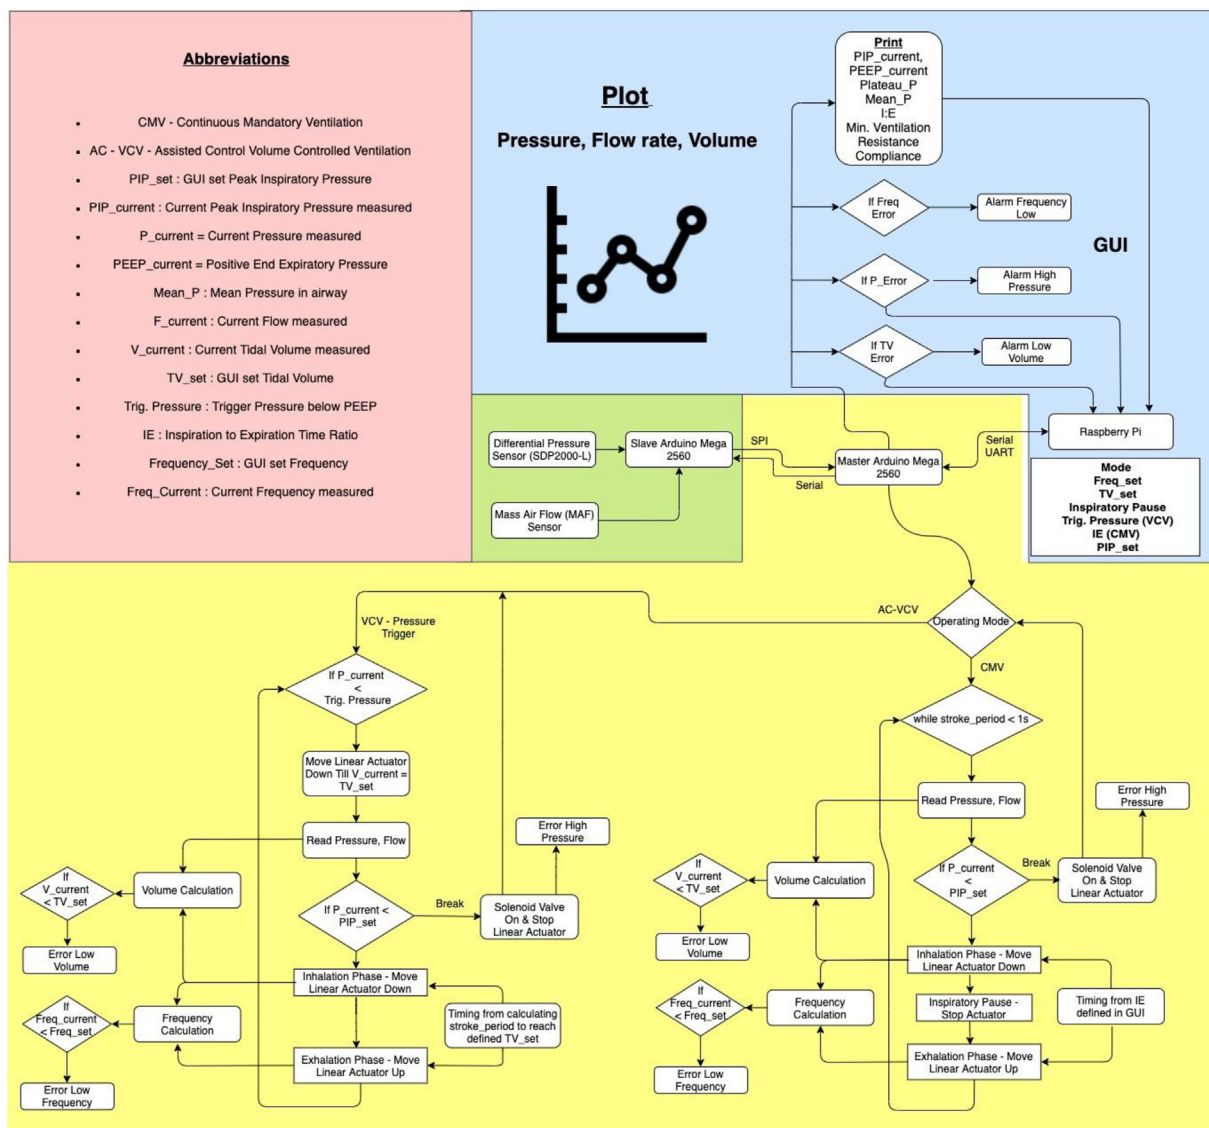 Abbreviations
CMV - Continuous Mandatory Ventilation
AC - VCV - Assisted Control Volume Controlled Ventilation
PIP_set : GUI set Peak Inspiratory Pressure
PIP_current : Current Peak Inspiratory Pressure measured
P_current = Current Pressure measured
PEEP_current = Positive End Expiratory Pressure
Mean_P : Mean Pressure in airway
F_current : Current Flow measured
V_current : Current Tidal Volume measured
TV_set : GUI set Tidal Volume
Trig. Pressure : Trigger Pressure below PEEP
IE : Inspiration to Expiration Time Ratio
Frequency_Set : GUI set Frequency
Freq_Current : Current Frequency measured
Plot
Pressure, Flow rate, Volume
Print
PIP_current,
PEEP_current
Plateau_P
Mean_P
I:E
Min. Ventilation
Resistance
Compliance
If Freq
Error
Alarm Frequency
Low
GUI
If P_Error
Alarm High
Pressure
If TV
Error
Alarm Low
Volume
Differential Pressure
Sensor (SDP2000-L)
Slave Arduino Mega
2560
SPI
Serial
Master Arduino Mega
2560
Serial
UART
Raspberry Pi
Mass Air Flow (MAF)
Sensor
Mode
Freq_set
TV_set
Inspiratory Pause
Trig. Pressure (VCV)
IE (CMV)
PIP_set
AC-VCV
Operating Mode
CMV
VCV - Pressure
Trigger
If P_current
<
Trig. Pressure
Move Linear Actuator
Down Till V_current =
TV_set
Read Pressure, Flow
Error High
Pressure
If
V_current
< TV_set
Volume Calculation
If P_current <
PIP_set
Break
Solenoid Valve
On & Stop
Linear Actuator
Error Low
Volume
Inhalation Phase - Move
Linear Actuator Down
If
Freq_current
< Freq_set
Frequency
Calculation
Timing from calculating
stroke_period to reach
defined TV_set
Exhalation Phase - Move
Linear Actuator Up
Error Low
Frequency
while stroke_period < 1s
Read Pressure, Flow
Error High
Pressure
If
V_current
< TV_set
Volume Calculation
If P_current
<
PIP_set
Break
Solenoid Valve
On & Stop
Linear Actuator
Error Low
Volume
Inhalation Phase - Move
Linear Actuator Down
If
Freq_current
< Freq_set
Frequency
Calculation
Inspiratory Pause -
Stop Actuator
Timing from IE
defined in GUI
Exhalation Phase - Move
Linear Actuator Up
Error Low
Frequency